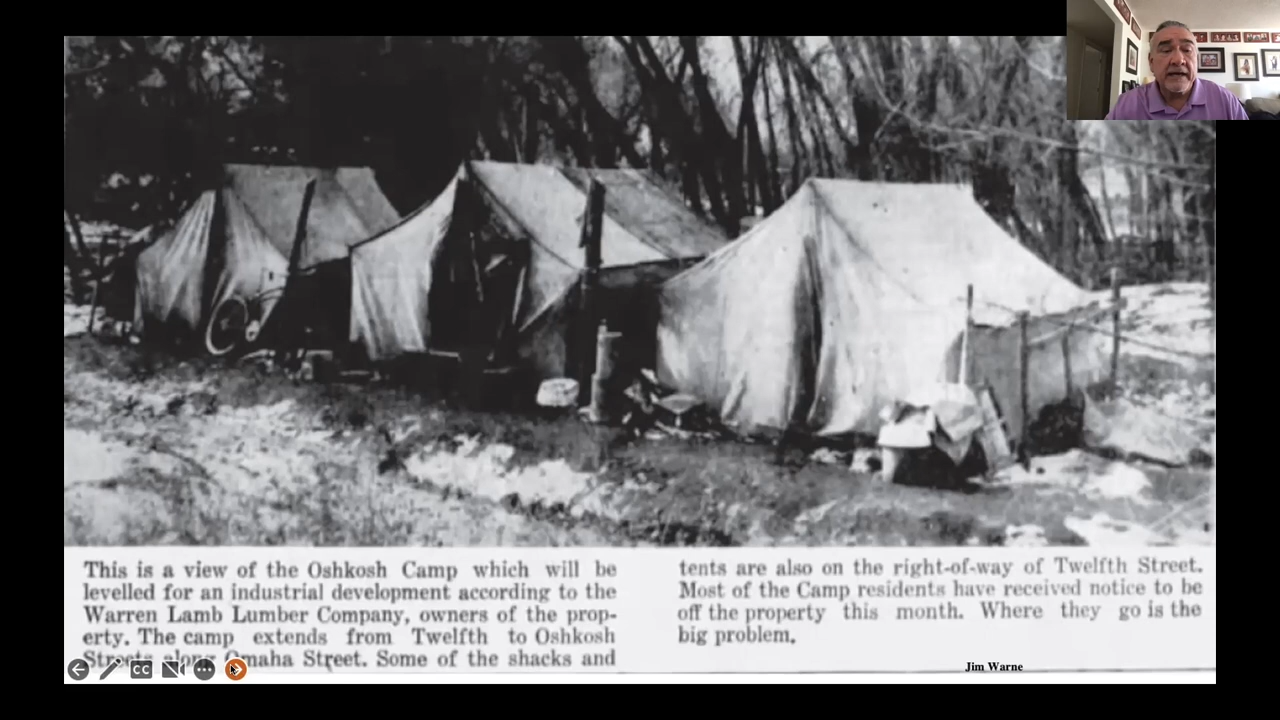 This is a view of the Oshkosh Camp which will be
levelled for an industrial development according to the
Warren Lamb Lumber Company, owners of the prop-
erty. The camp extends from Twelfth to Oshkosh
Streets along Omaha Street. Some of the shacks and
tents are also on the right-of-way of Twelfth Street.
Most of the Camp residents have received notice to be
off the property this month. Where they go is the
big problem.
Jim Warne
CC